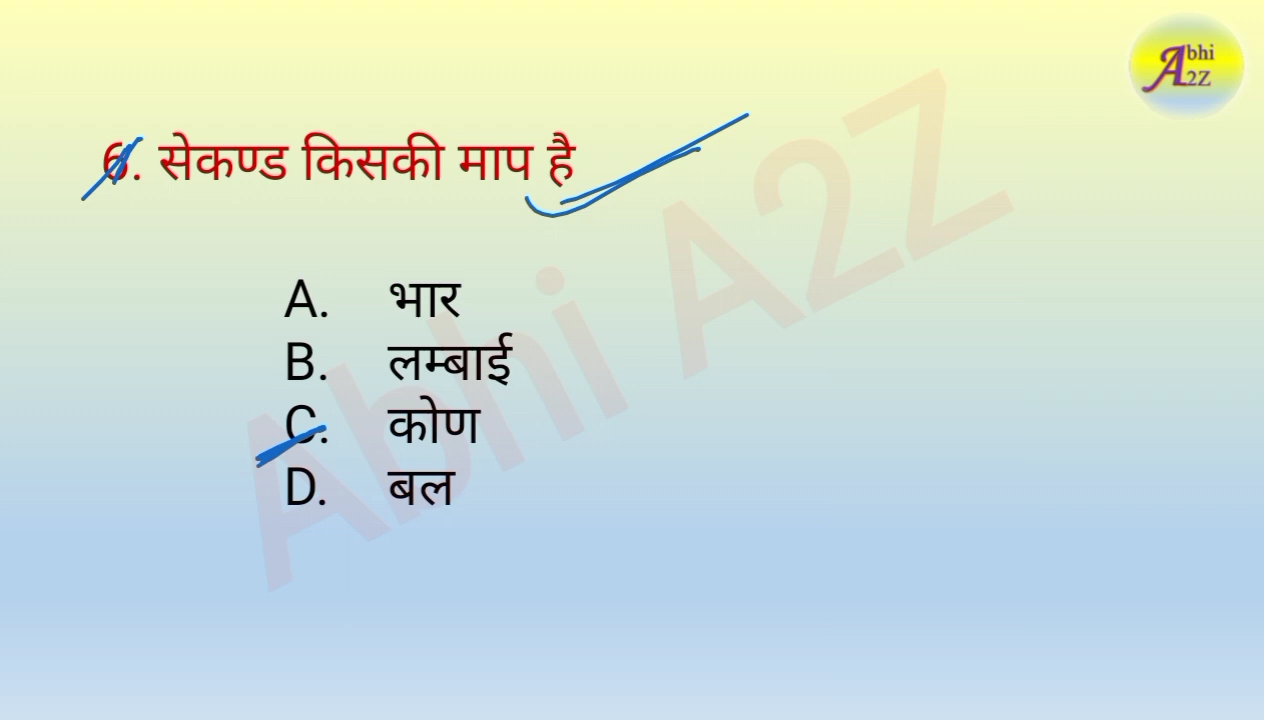 Abhi
A2Z
6. सेकण्ड किसकी माप है
A. भार
B. लम्बाई
C. कोण
D. बल
Abhi A2Z